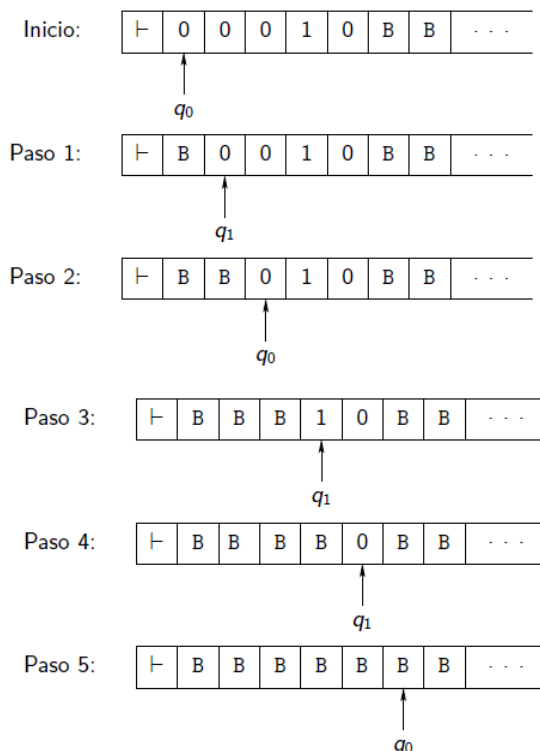 Inicio: ⊢ 0 0 0 1 0 B B · · ·
q0
Paso 1: ⊢ B 0 0 1 0 B B · · ·
q1
Paso 2: ⊢ B B 0 1 0 B B · · ·
q0
Paso 3: ⊢ B B B 1 0 B B · · ·
q1
Paso 4: ⊢ B B B B 0 B B · · ·
q1
Paso 5: ⊢ B B B B B B B · · ·
q0